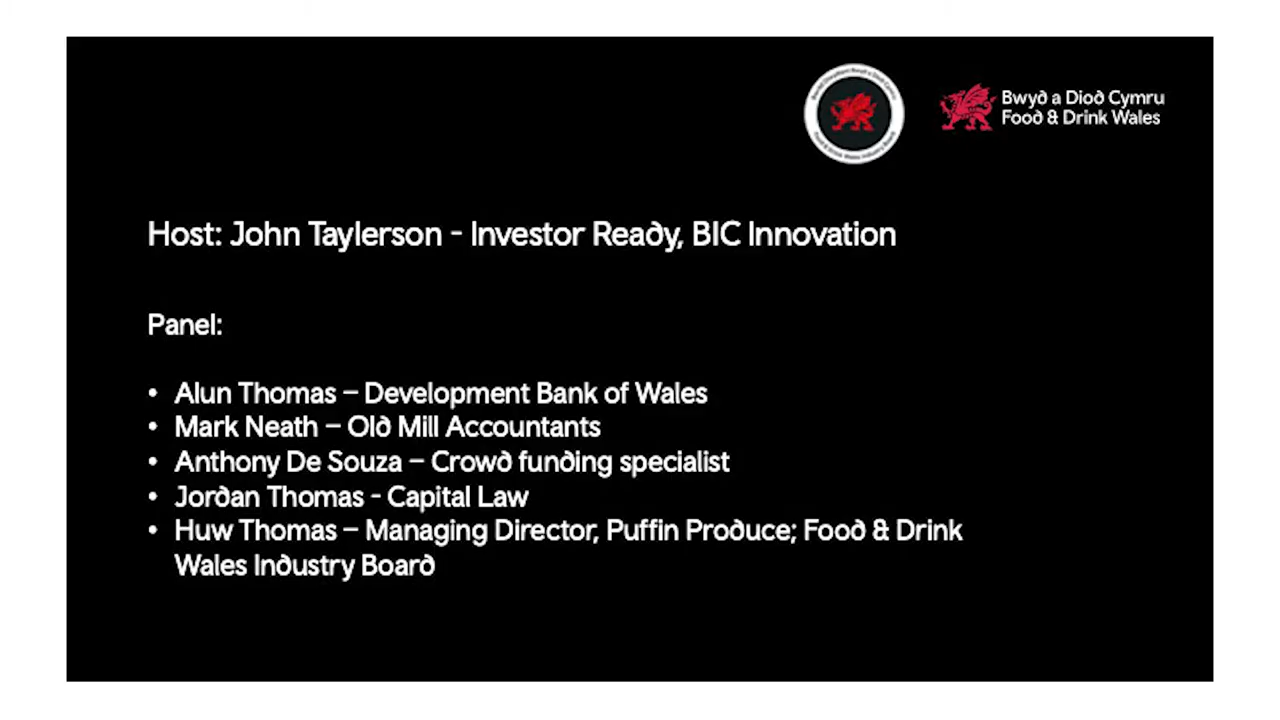 Bwyd a Diod Cymru
Food & Drink Wales
Host: John Taylerson - Investor Ready, BIC Innovation
Panel:
• Alun Thomas – Development Bank of Wales
• Mark Neath – Old Mill Accountants
• Anthony De Souza – Crowd funding specialist
• Jordan Thomas - Capital Law
• Huw Thomas – Managing Director, Puffin Produce; Food & Drink
Wales Industry Board